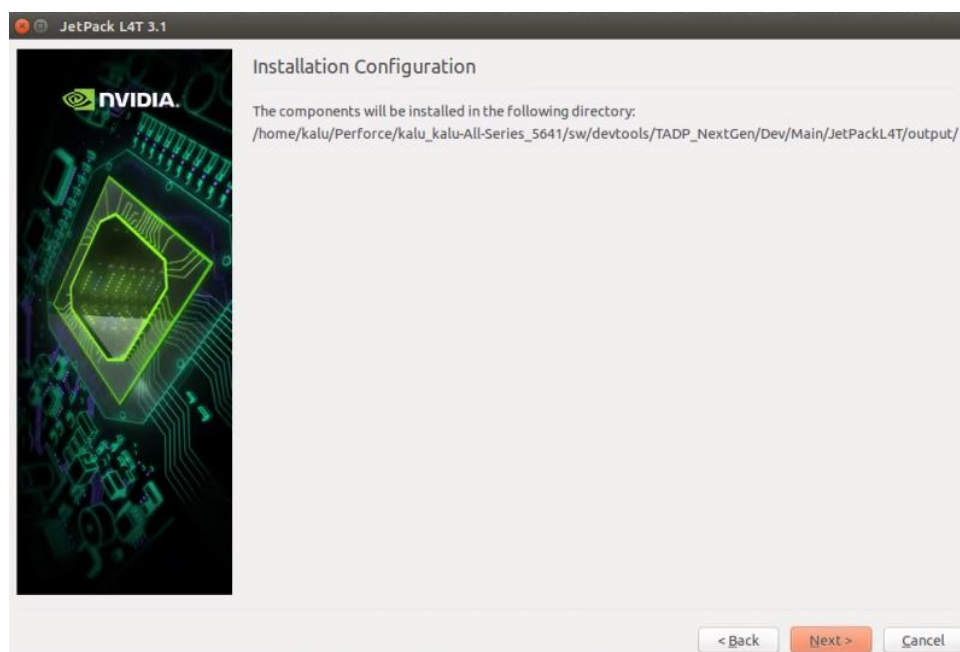 JetPack L4T 3.1
NVIDIA.
Installation Configuration
The components will be installed in the following directory:
/home/kalu/Perforce/kalu_kalu-All-Series_5641/sw/devtools/TADP_NextGen/Dev/Main/JetPackL4T/output/
< Back
Next >
Cancel